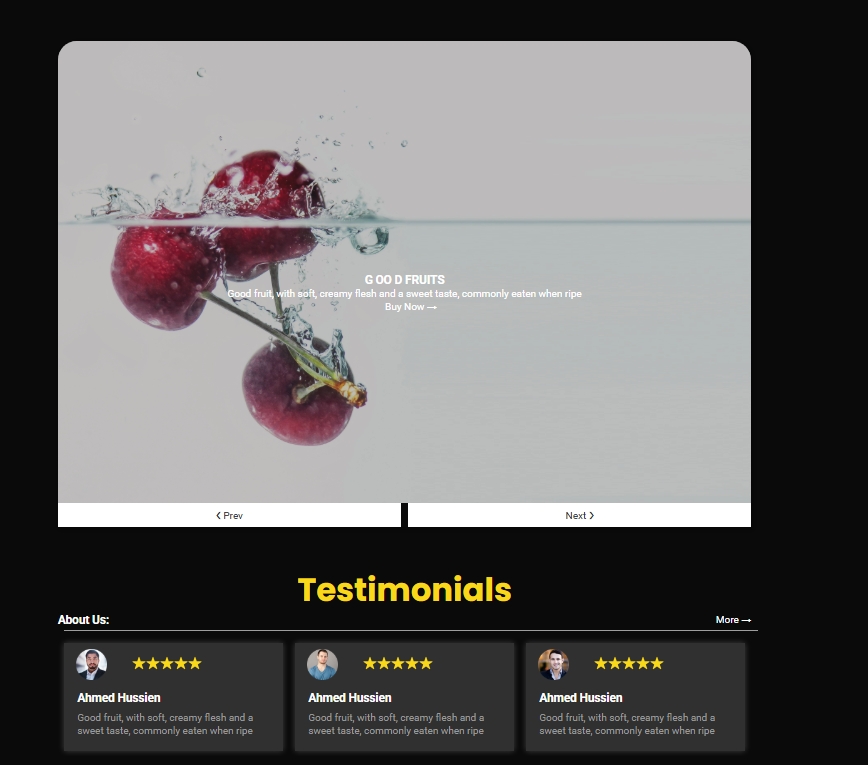 G OO D FRUITS
Good fruit, with soft, creamy flesh and a sweet taste, commonly eaten when ripe
Buy Now →
‹ Prev
Next ›
Testimonials
About Us:
More →
Ahmed Hussien
Good fruit, with soft, creamy flesh and a
sweet taste, commonly eaten when ripe
Ahmed Hussien
Good fruit, with soft, creamy flesh and a
sweet taste, commonly eaten when ripe
Ahmed Hussien
Good fruit, with soft, creamy flesh and a
sweet taste, commonly eaten when ripe